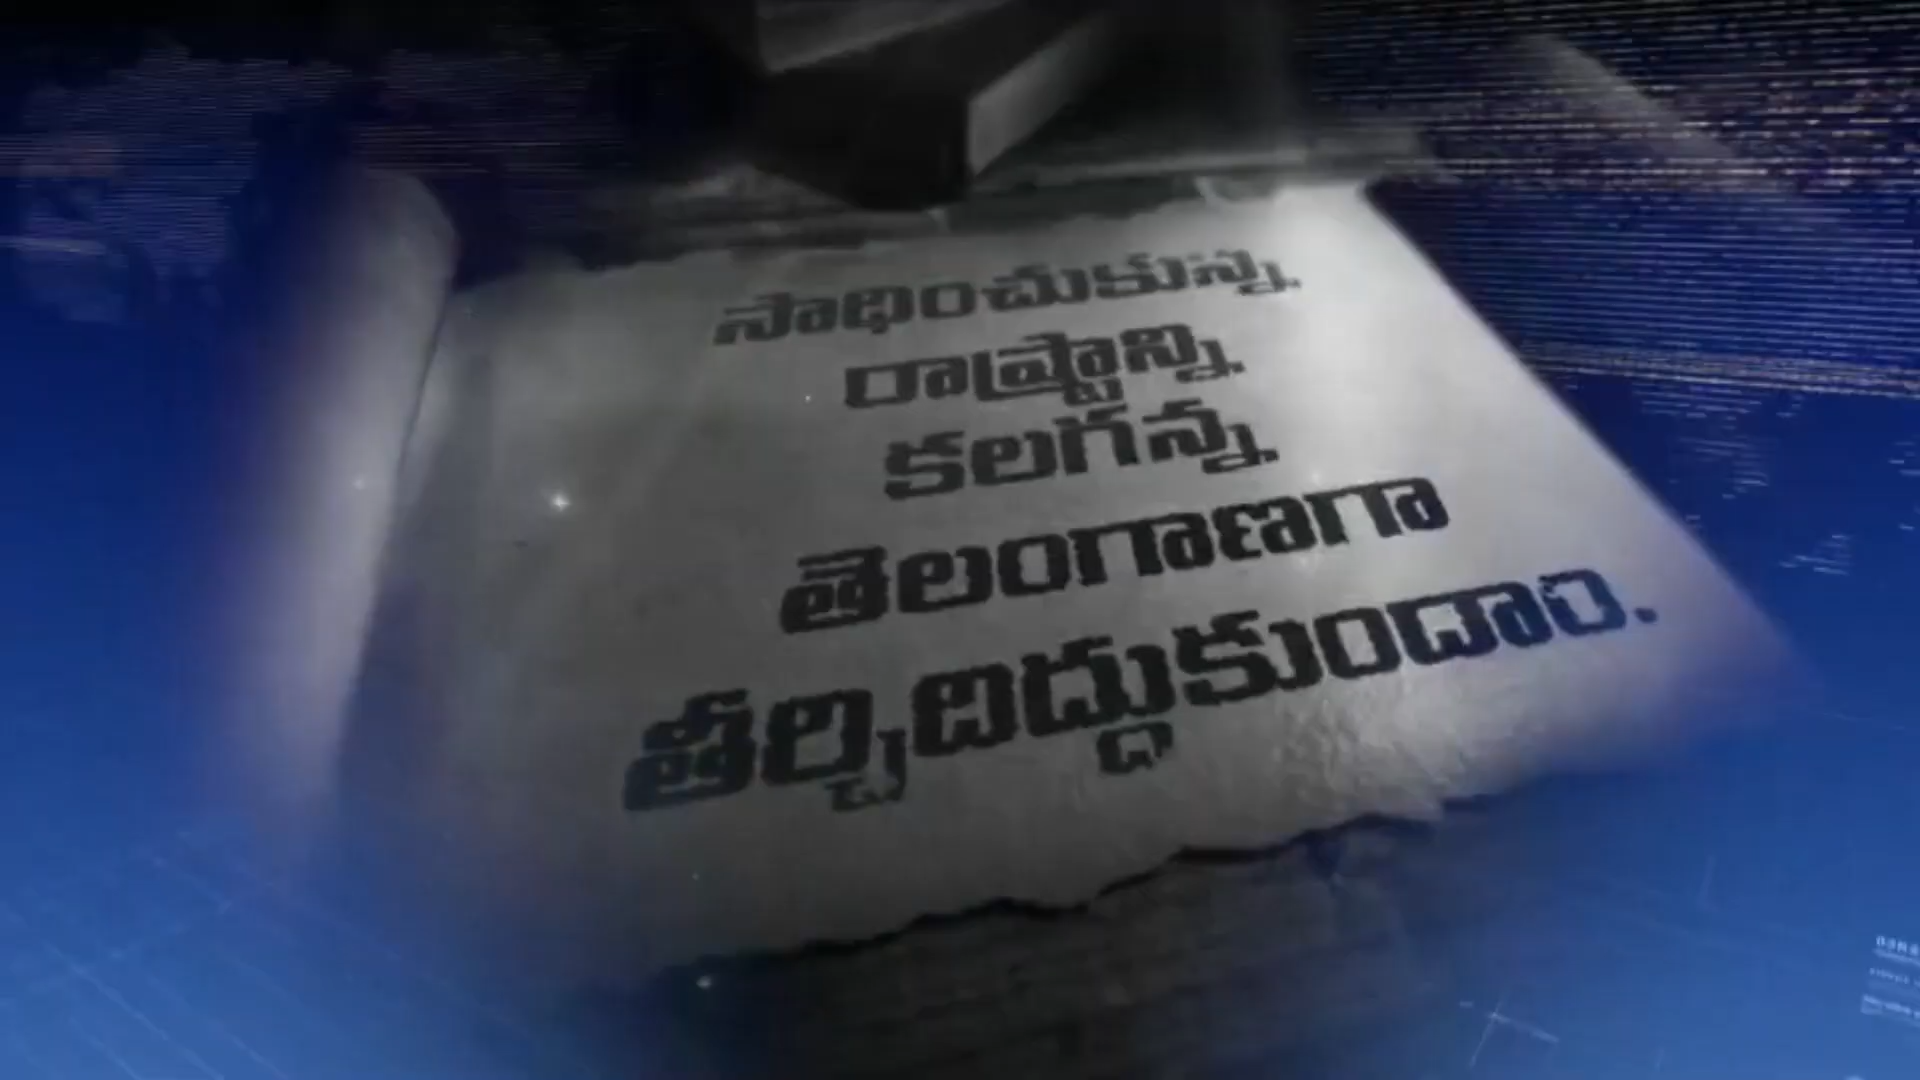 సాధించుకున్న
రాష్ట్రాన్ని
కలగన్న
తెలంగాణగా
తీర్చిదిద్దుకుందాం.